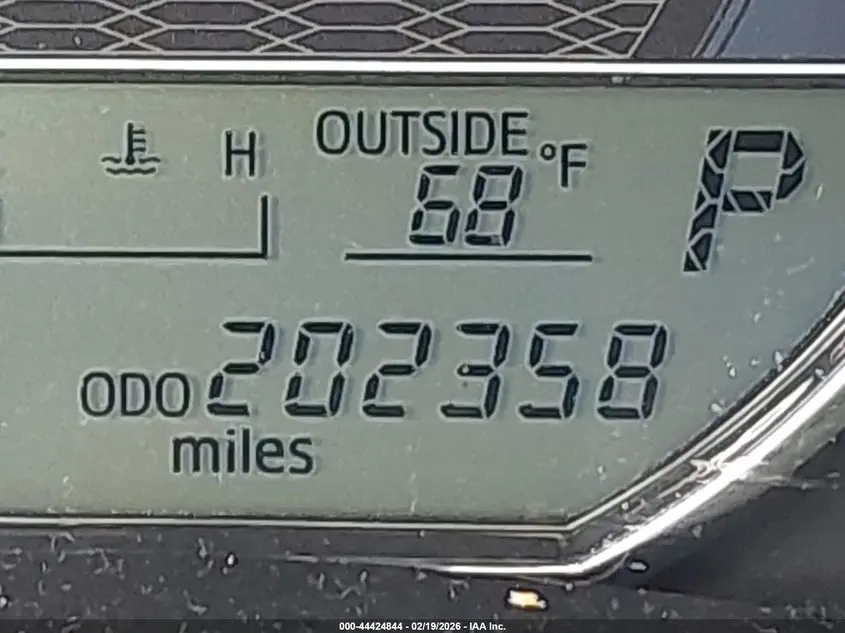 H
OUTSIDE °F
68
P
ODO 202358
miles
000-44424844 - 02/19/2026 - IAA Inc.